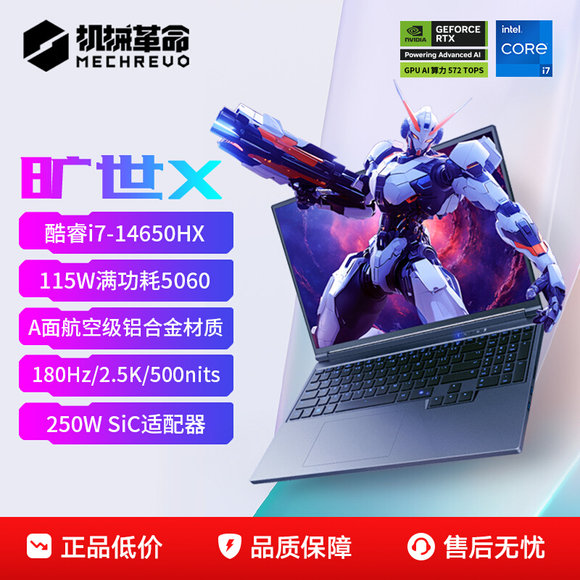 机械革命
MECHREVO
NVIDIA
GEFORCE
RTX
Powering Advanced AI
GPU AI 算力 572 TOPS
intel
CORE
i7
旷世X
酷睿i7-14650HX
115W满功耗5060
A面航空级铝合金材质
180Hz/2.5K/500nits
250W SiC适配器
正品低价
品质保障
售后无忧